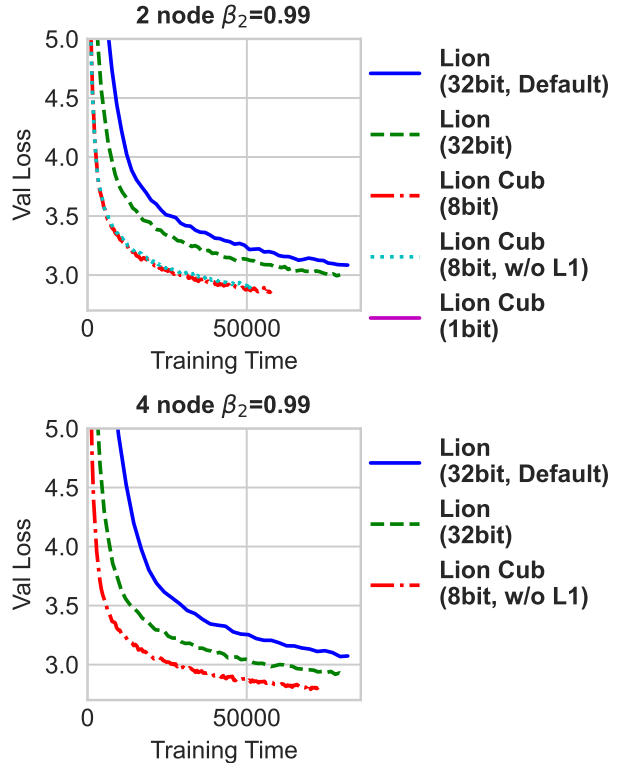 2 node β₂=0.99
Val Loss
5.0
4.5
4.0
3.5
3.0
0
50000
Training Time
Lion
(32bit, Default)
Lion
(32bit)
Lion Cub
(8bit)
Lion Cub
(8bit, w/o L1)
Lion Cub
(1bit)
4 node β₂=0.99
Val Loss
5.0
4.5
4.0
3.5
3.0
0
50000
Training Time
Lion
(32bit, Default)
Lion
(32bit)
Lion Cub
(8bit, w/o L1)